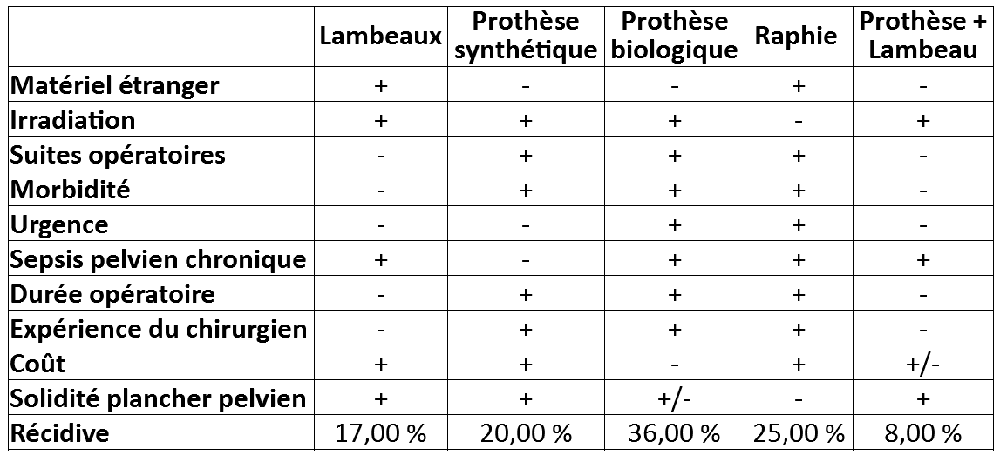 Lambeaux Prothèse synthétique Prothèse biologique Raphie Prothèse + Lambeau
Matériel étranger + - - + -
Irradiation + + + - +
Suites opératoires - + + + -
Morbidité - + + + -
Urgence - - + + -
Sepsis pelvien chronique + - + + +
Durée opératoire - + + + -
Expérience du chirurgien - + + + -
Coût + + - + +/-
Solidité plancher pelvien + + +/- - +
Récidive 17,00 % 20,00 % 36,00 % 25,00 % 8,00 %